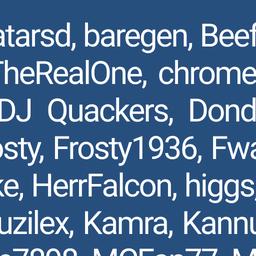 atarsd, baregen, Beef
TheRealOne, chrome
DJ Quackers, Dond
osty, Frosty1936, Fwa
ke, HerrFalcon, higgs,
uzilex, Kamra, Kannu